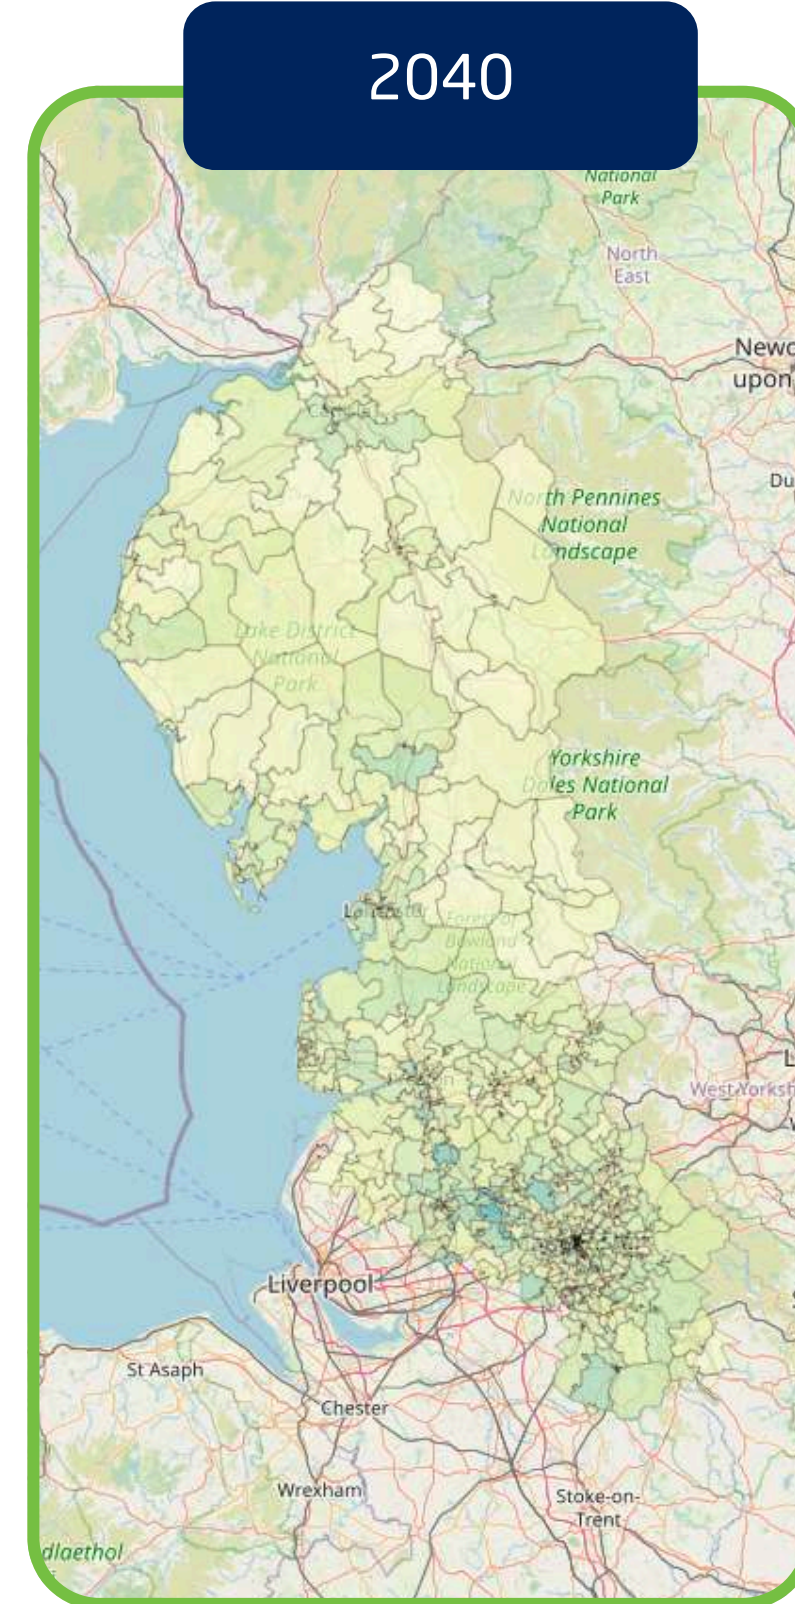 2040
National
Park
North
East
Newc
upon
Du
North Pennines
National
Landscape
Lake District
National
Park
Yorkshire
Dales National
Park
Lancaster
Forest of
Bowland
National
Landscape
L
West Yorksh
Liverpool
St Asaph
Chester
Wrexham
Stoke-on-
Trent
dlaethol